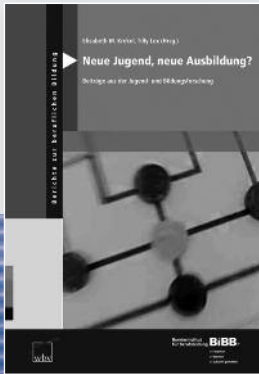 Elisabeth M. Krekel, Tilly Lex (Hrsg.)
Neue Jugend, neue Ausbildung?
Beiträge aus der Jugend- und Bildungsforschung
Berichte zur beruflichen Bildung
Bundesinstitut
für Berufsbildung
BiBB
wbv